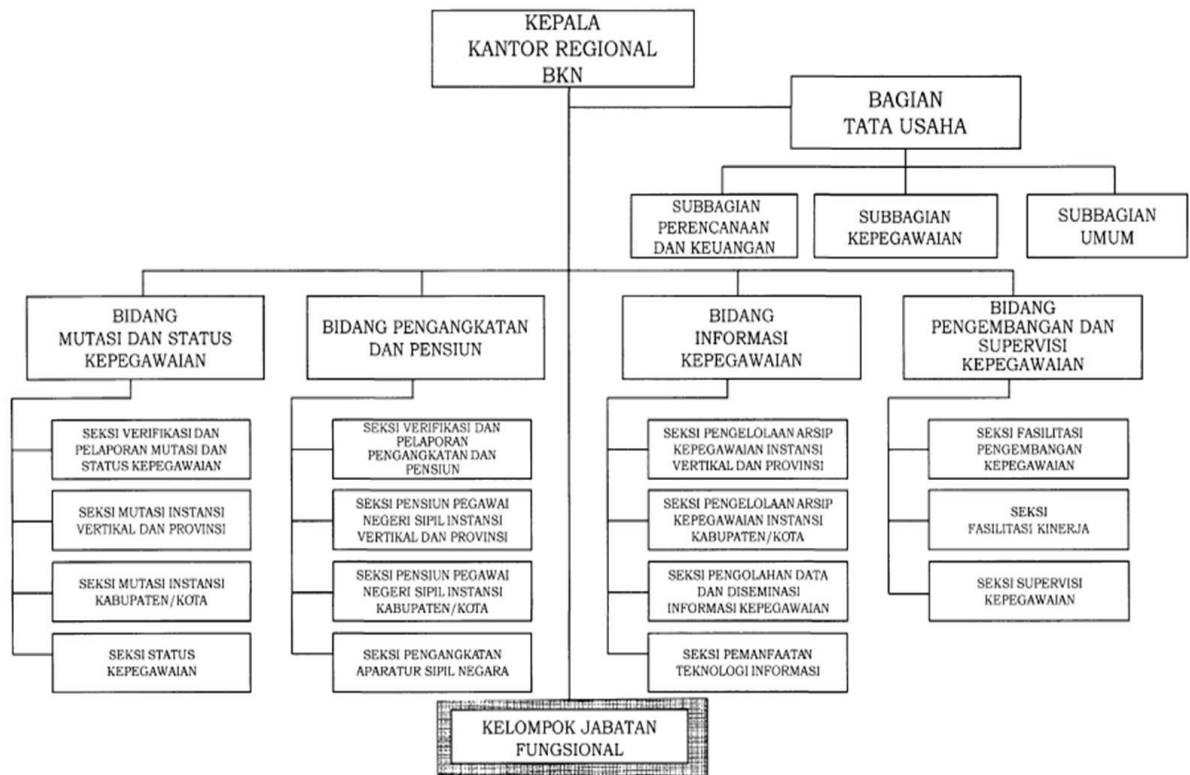 KEPALA
KANTOR REGIONAL
BKN
BAGIAN
TATA USAHA
SUBBAGIAN
PERENCANAAN
DAN KEUANGAN
SUBBAGIAN
KEPEGAWAIAN
SUBBAGIAN
UMUM
BIDANG
MUTASI DAN STATUS
KEPEGAWAIAN
SEKSI VERIFIKASI DAN
PELAPORAN MUTASI DAN
STATUS KEPEGAWAIAN
SEKSI MUTASI INSTANSI
VERTIKAL DAN PROVINSI
SEKSI MUTASI INSTANSI
KABUPATEN/KOTA
SEKSI STATUS
KEPEGAWAIAN
BIDANG PENGANGKATAN
DAN PENSIUN
SEKSI VERIFIKASI DAN
PELAPORAN
PENGANGKATAN DAN
PENSIUN
SEKSI PENSIUN PEGAWAI
NEGERI SIPIL INSTANSI
VERTIKAL DAN PROVINSI
SEKSI PENSIUN PEGAWAI
NEGERI SIPIL INSTANSI
KABUPATEN/KOTA
SEKSI PENGANGKATAN
APARATUR SIPIL NEGARA
BIDANG
INFORMASI
KEPEGAWAIAN
SEKSI PENGELOLAAN ARSIP
KEPEGAWAIAN INSTANSI
VERTIKAL DAN PROVINSI
SEKSI PENGELOLAAN ARSIP
KEPEGAWAIAN INSTANSI
KABUPATEN/KOTA
SEKSI PENGOLAHAN DATA
DAN DISEMINASI
INFORMASI KEPEGAWAIAN
SEKSI PEMANFAATAN
TEKNOLOGI INFORMASI
BIDANG
PENGEMBANGAN DAN
SUPERVISI
KEPEGAWAIAN
SEKSI FASILITASI
PENGEMBANGAN
KEPEGAWAIAN
SEKSI
FASILITASI KINERJA
SEKSI SUPERVISI
KEPEGAWAIAN
KELOMPOK JABATAN
FUNGSIONAL